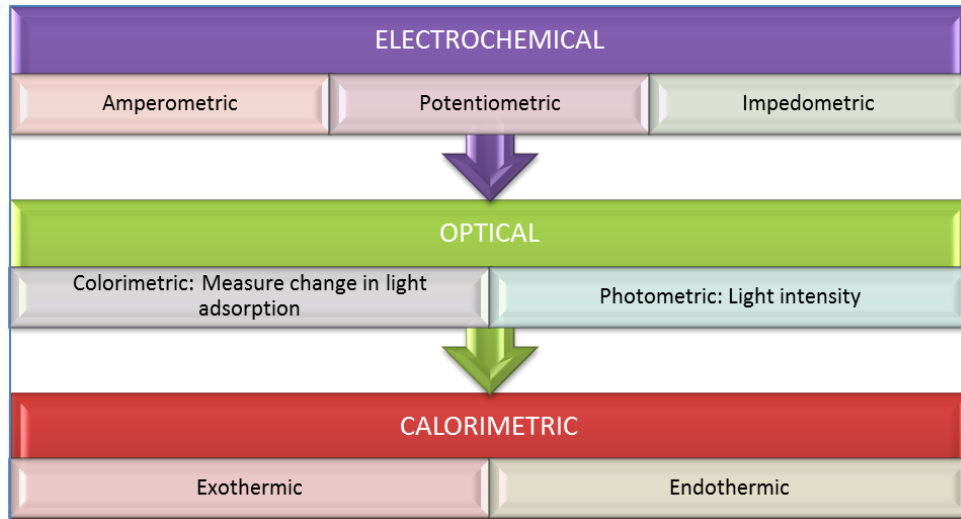 ELECTROCHEMICAL
Amperometric
Potentiometric
Impedometric
OPTICAL
Colorimetric: Measure change in light
adsorption
Photometric: Light intensity
CALORIMETRIC
Exothermic
Endothermic